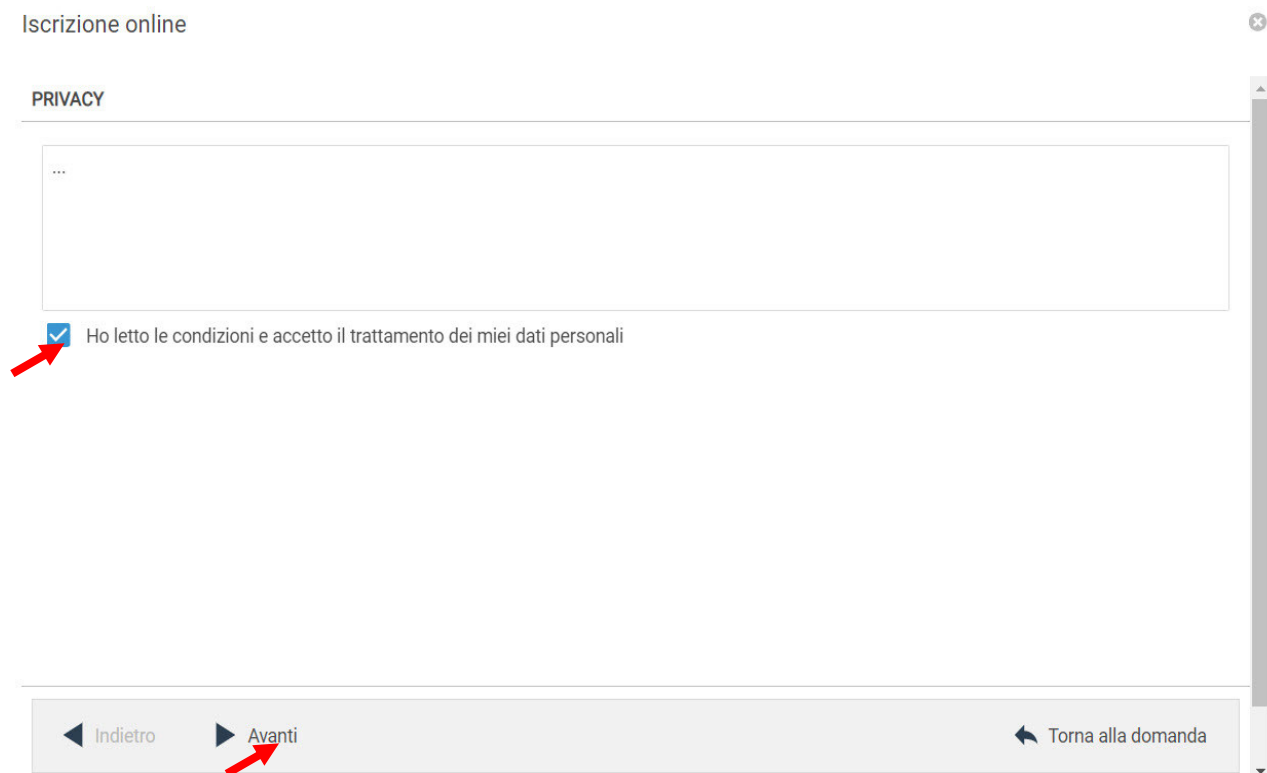 Iscrizione online
PRIVACY
...
Ho letto le condizioni e accetto il trattamento dei miei dati personali
Indietro
Avanti
Torna alla domanda